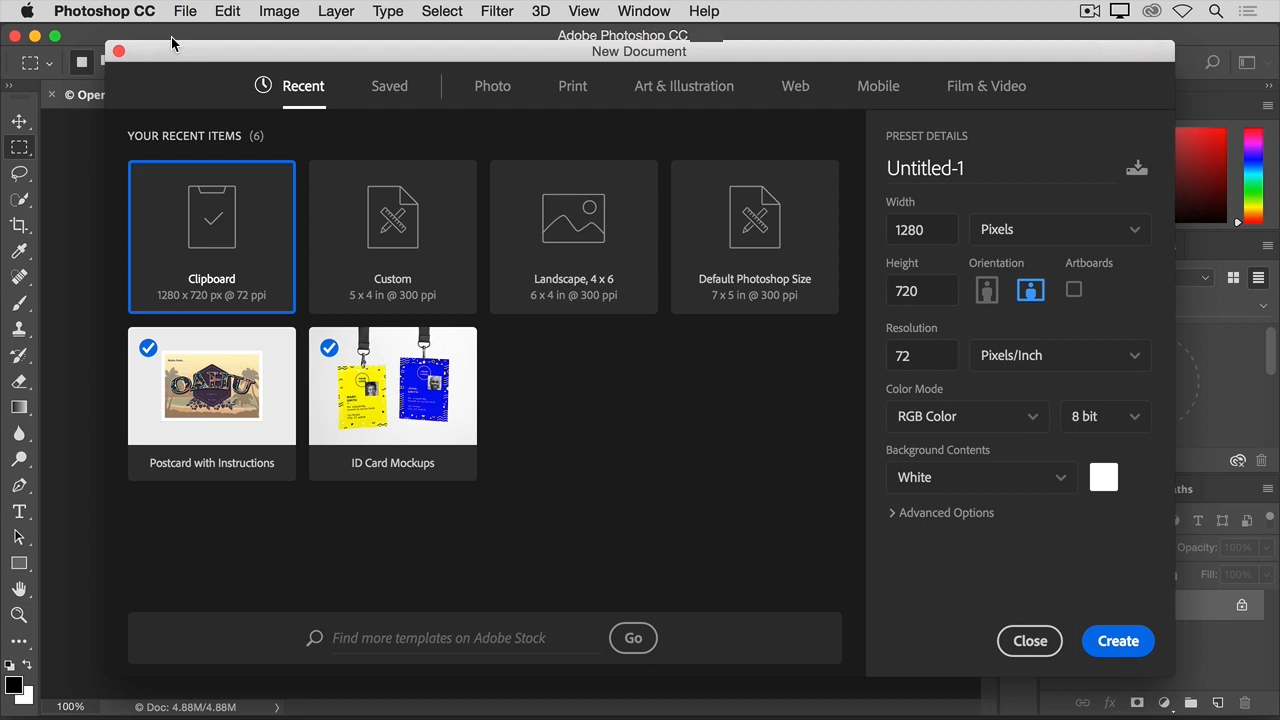 Photoshop CC File Edit Image Layer Type Select Filter 3D View Window Help
Adobe Photoshop CC
New Document
© Open
Recent Saved Photo Print Art & Illustration Web Mobile Film & Video
YOUR RECENT ITEMS (6)
Clipboard
1280 x 720 px @ 72 ppi
Custom
5 x 4 in @ 300 ppi
Landscape, 4 x 6
6 x 4 in @ 300 ppi
Default Photoshop Size
7 x 5 in @ 300 ppi
OAHU
Postcard with Instructions
ID Card Mockups
Find more templates on Adobe Stock
Go
PRESET DETAILS
Untitled-1
Width
1280 Pixels
Height Orientation Artboards
720
Resolution
72 Pixels/Inch
Color Mode
RGB Color 8 bit
Background Contents
White
Advanced Options
Close Create
ths
Opacity: 100%
Fill: 100%
100% © Doc: 4.88M/4.88M